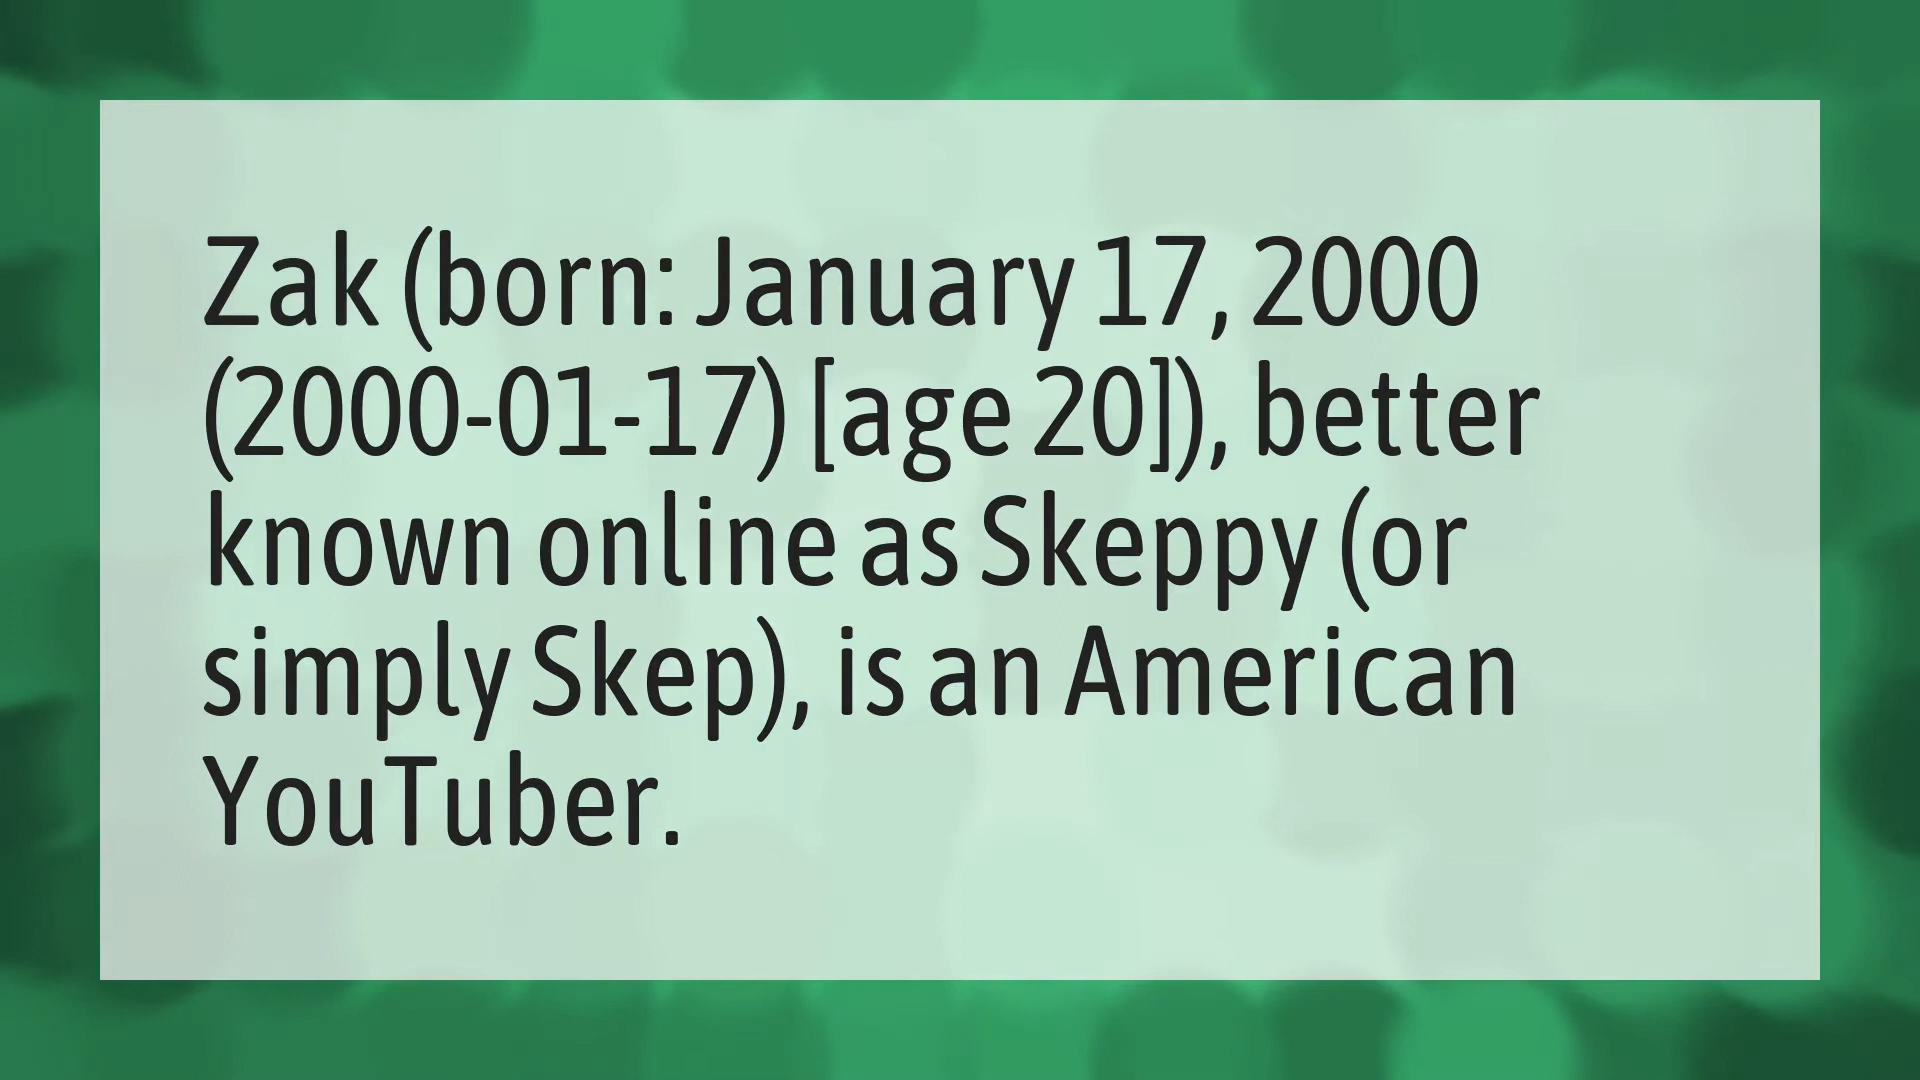 Zak (born: January 17, 2000
(2000-01-17) [age 20]), better
known online as Skeppy (or
simply Skep), is an American
YouTuber.